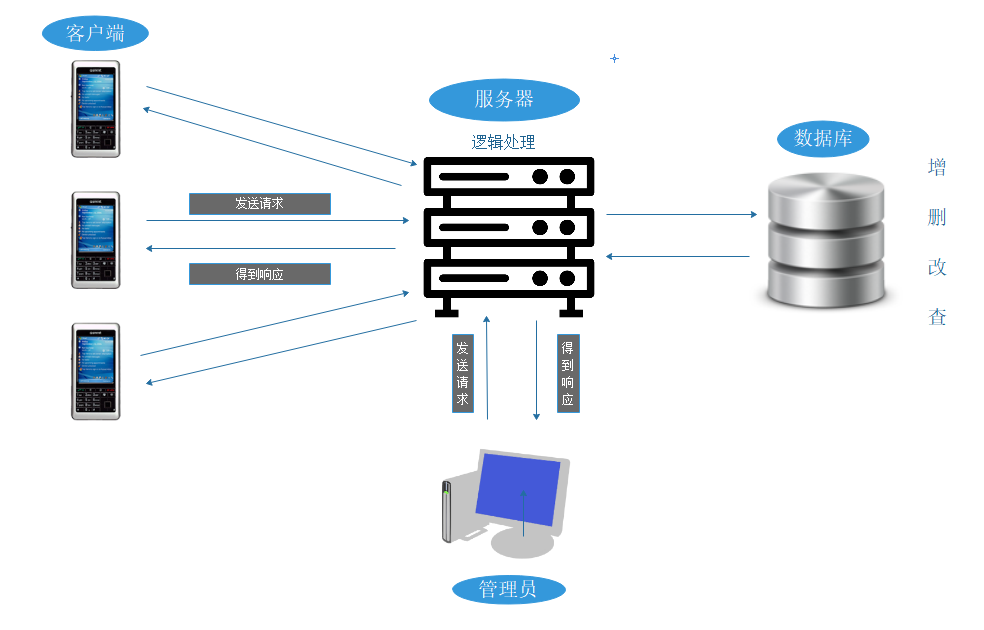 客户端
服务器
逻辑处理
数据库
增
删
改
查
发送请求
得到响应
发送请求
得到响应
管理员